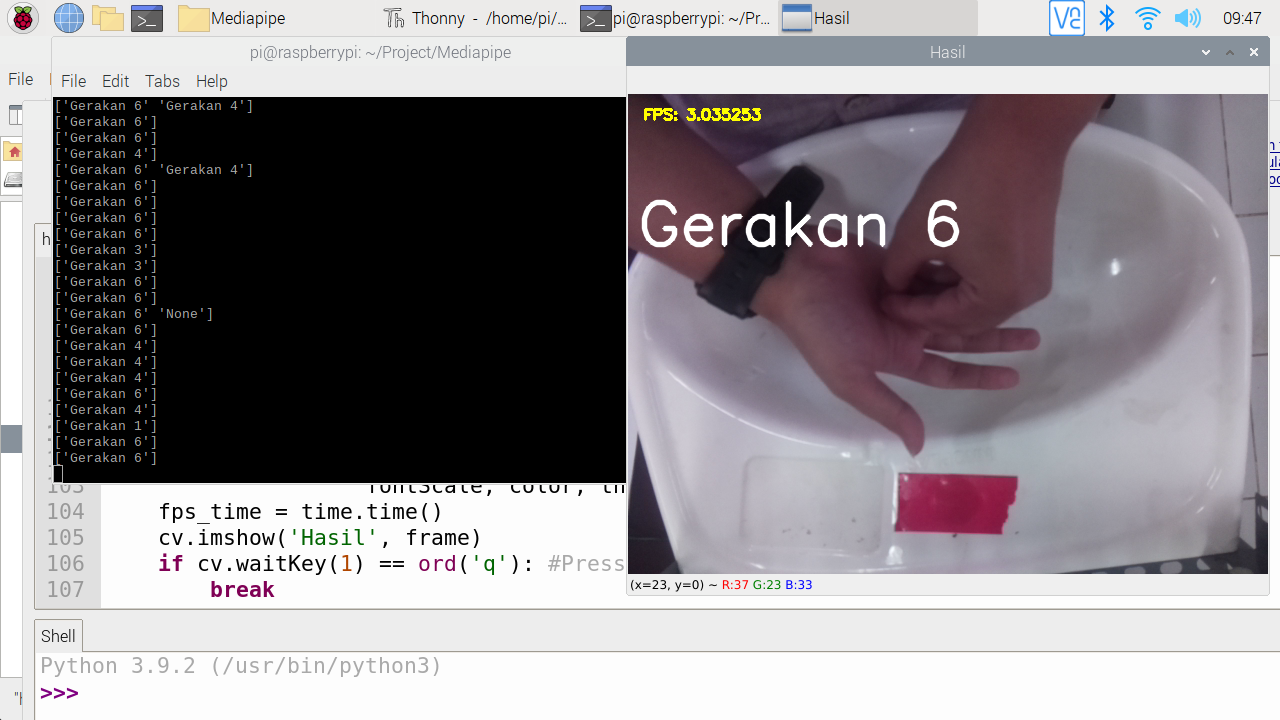 Mediapipe
Thonny - /home/pi/...
pi@raspberrypi: ~/Pr...
Hasil
09:47
pi@raspberrypi: ~/Project/Mediapipe
File Edit Tabs Help
['Gerakan 6' 'Gerakan 4']
['Gerakan 6']
['Gerakan 6']
['Gerakan 4']
['Gerakan 6' 'Gerakan 4']
['Gerakan 6']
['Gerakan 6']
['Gerakan 6']
['Gerakan 6']
['Gerakan 3']
['Gerakan 3']
['Gerakan 6']
['Gerakan 6']
['Gerakan 6' 'None']
['Gerakan 6']
['Gerakan 4']
['Gerakan 4']
['Gerakan 4']
['Gerakan 6']
['Gerakan 4']
['Gerakan 1']
['Gerakan 6']
['Gerakan 6']
Hasil
FPS: 3.035253
Gerakan 6
(x=23, y=0) ~ R:37 G:23 B:33
File
103 fontScale, color, th
104 fps_time = time.time()
105 cv.imshow('Hasil', frame)
106 if cv.waitKey(1) == ord('q'): #Press
107 break
Shell
Python 3.9.2 (/usr/bin/python3)
>>>